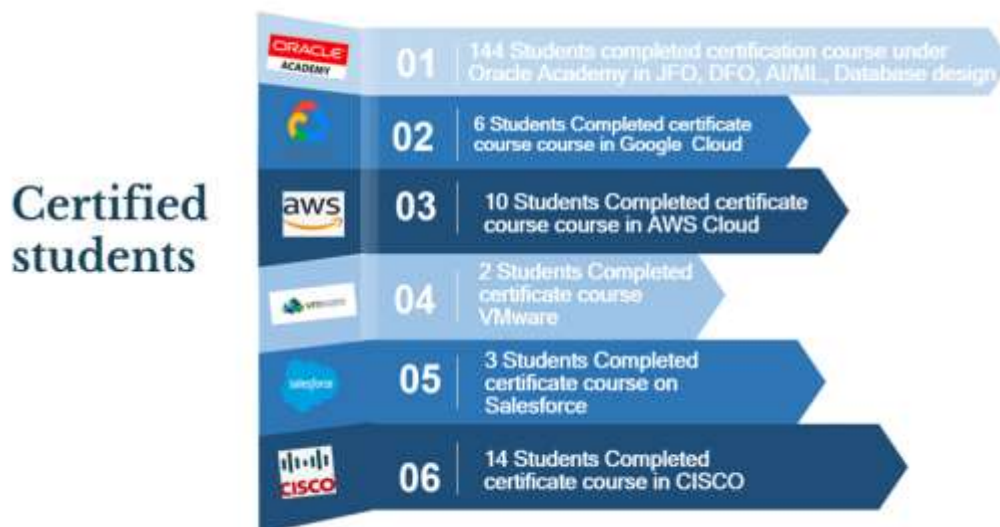 Certified
students
ORACLE
ACADEMY
01
144 Students completed certification course under
Oracle Academy in JFO, DFO, AI/ML, Database design
02
6 Students Completed certificate
course course in Google Cloud
aws
03
10 Students Completed certificate
course course in AWS Cloud
vmware
04
2 Students Completed
certificate course
VMware
salesforce
05
3 Students Completed
certificate course on
Salesforce
CISCO
06
14 Students Completed
certificate course in CISCO